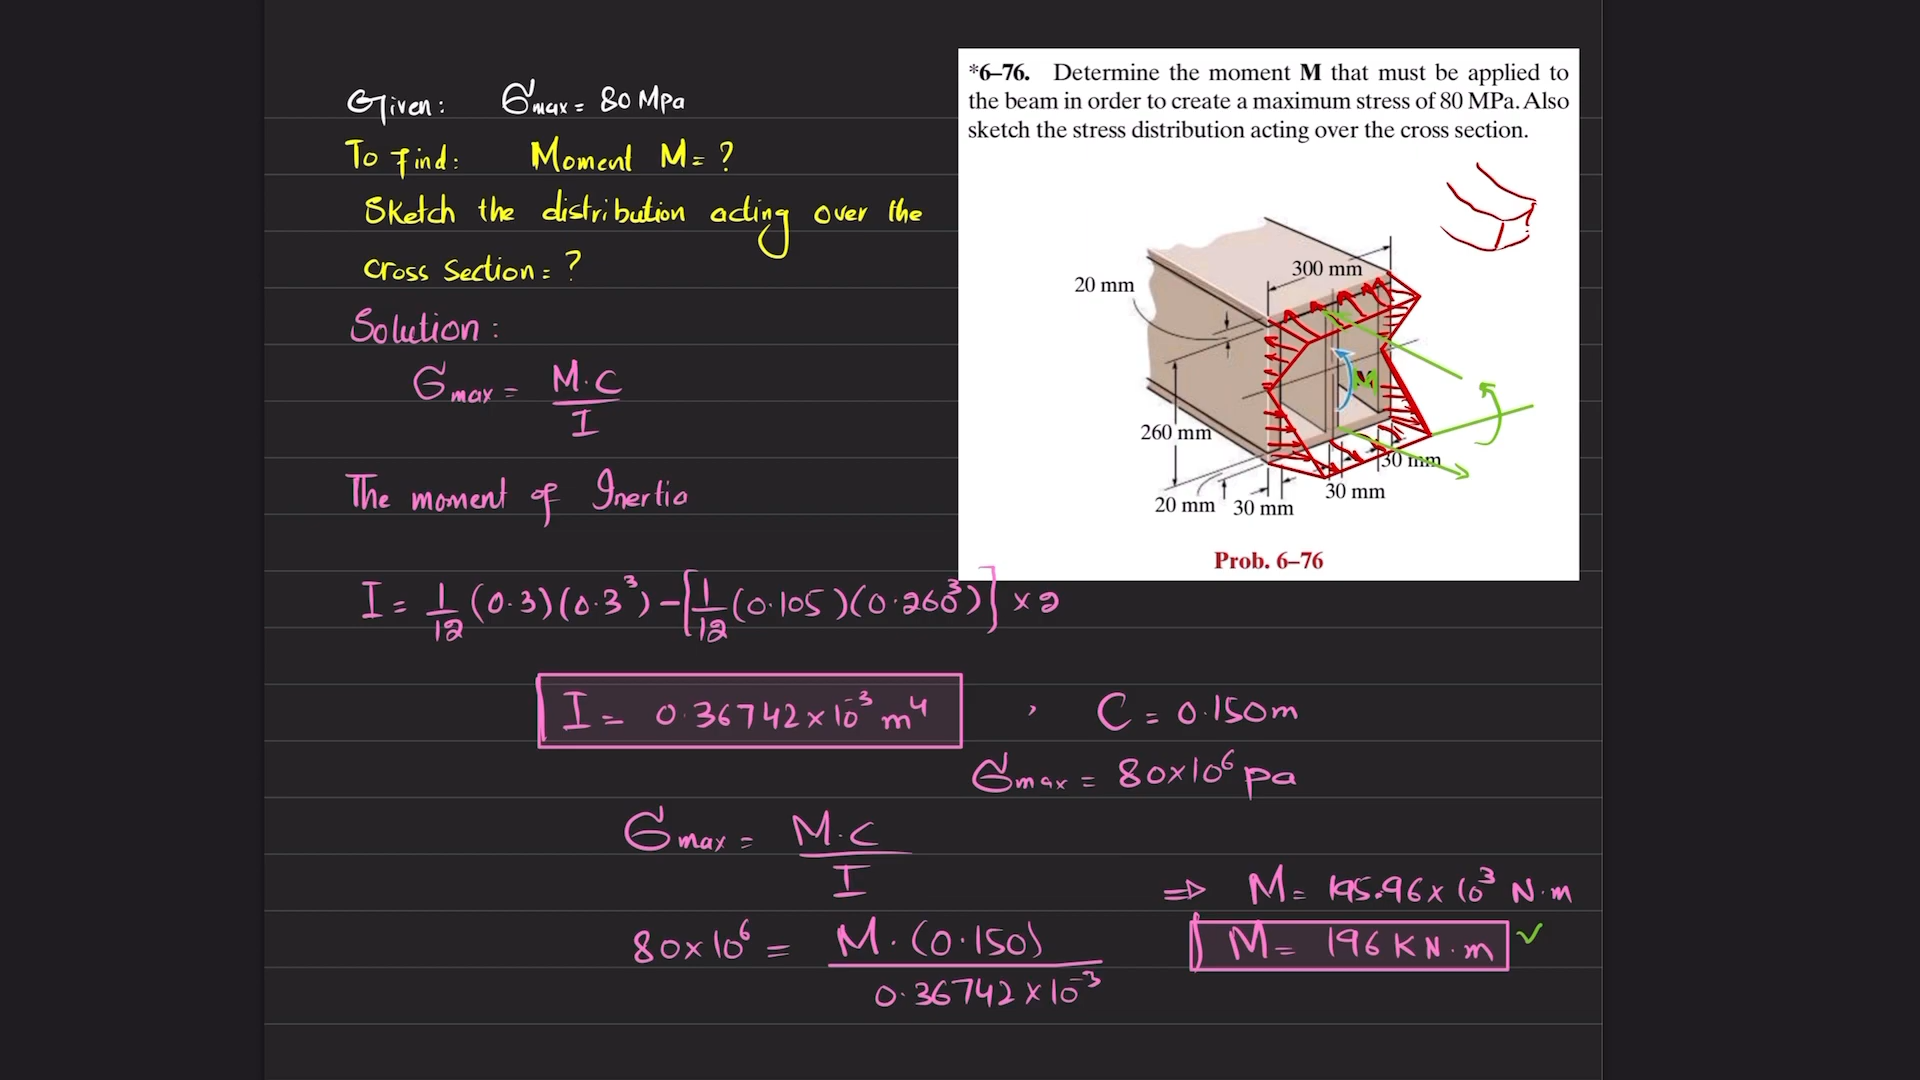 Given: σmax = 80 Mpa
To Find: Moment M = ?
Sketch the distribution acting over the
cross section = ?
Solution:
σmax = M.C / I
The moment of Inertia
I = 1/12 (0.3)(0.3³) - [1/12 (0.105)(0.260³)] × 2
I = 0.36742 × 10⁻³ m⁴ , C = 0.150m
σmax = 80×10⁶ pa
σmax = M.C / I
80×10⁶ = M.(0.150) / 0.36742 × 10⁻³
⇒ M = 195.96 × 10³ N.m
M = 196 KN.m ✓
*6–76. Determine the moment M that must be applied to
the beam in order to create a maximum stress of 80 MPa. Also
sketch the stress distribution acting over the cross section.
300 mm
20 mm
M
260 mm
30 mm
30 mm
20 mm
30 mm
Prob. 6–76